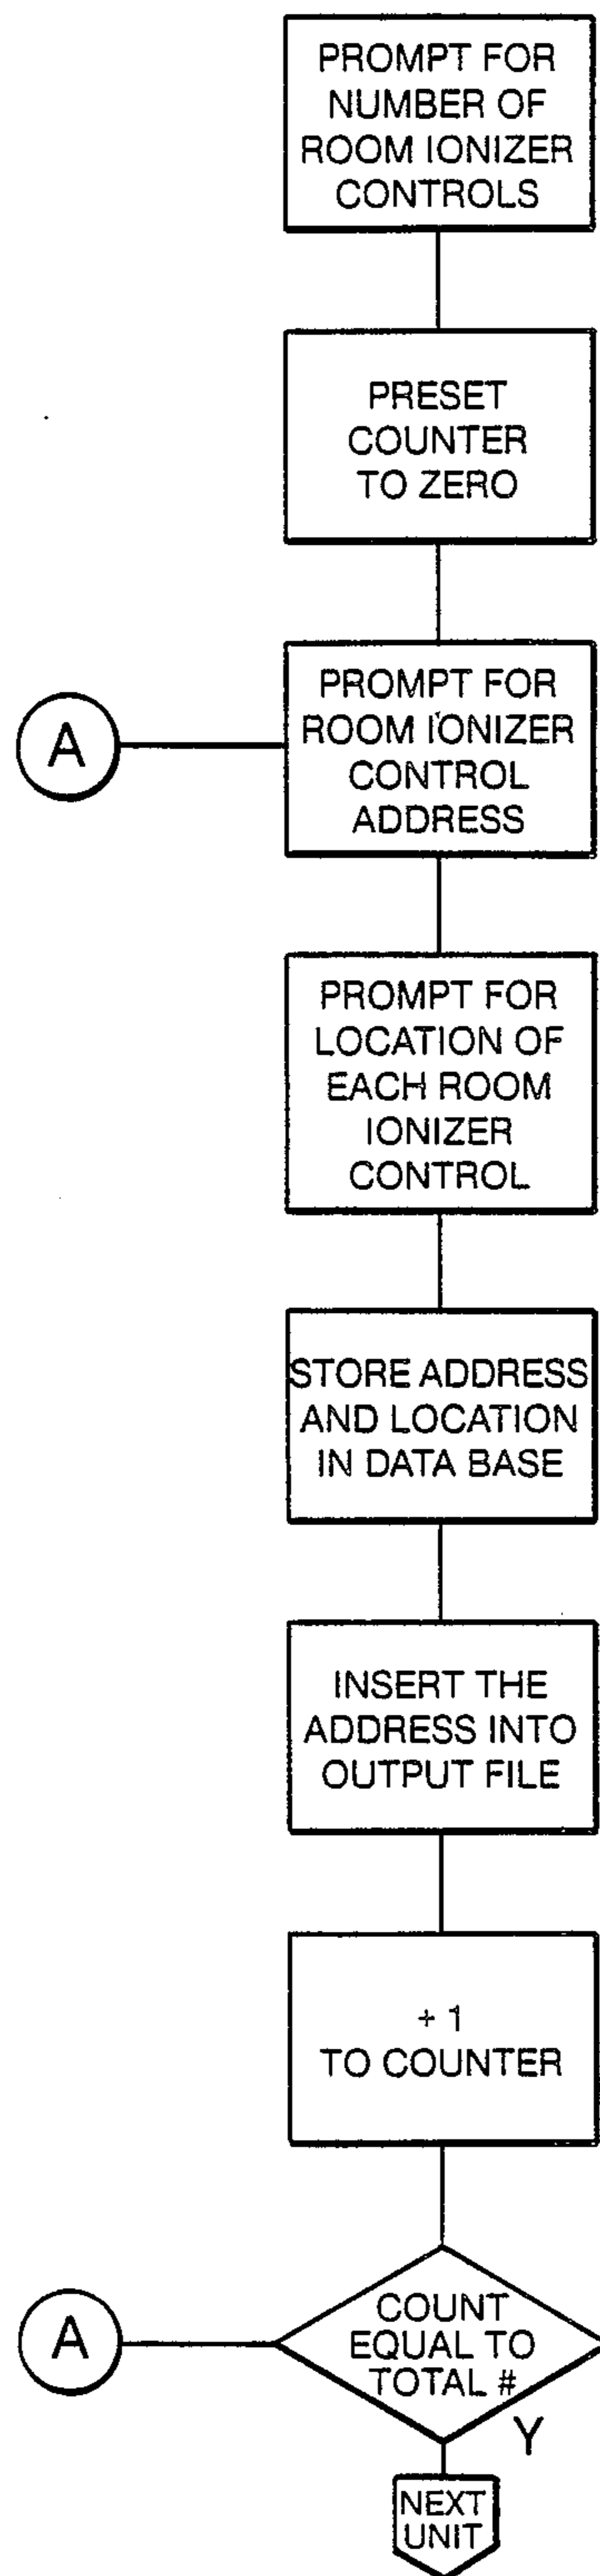 PROMPT FOR
NUMBER OF
ROOM IONIZER
CONTROLS
PRESET
COUNTER
TO ZERO
A
PROMPT FOR
ROOM IONIZER
CONTROL
ADDRESS
PROMPT FOR
LOCATION OF
EACH ROOM
IONIZER
CONTROL
STORE ADDRESS
AND LOCATION
IN DATA BASE
INSERT THE
ADDRESS INTO
OUTPUT FILE
+ 1
TO COUNTER
A
COUNT
EQUAL TO
TOTAL #
Y
NEXT
UNIT